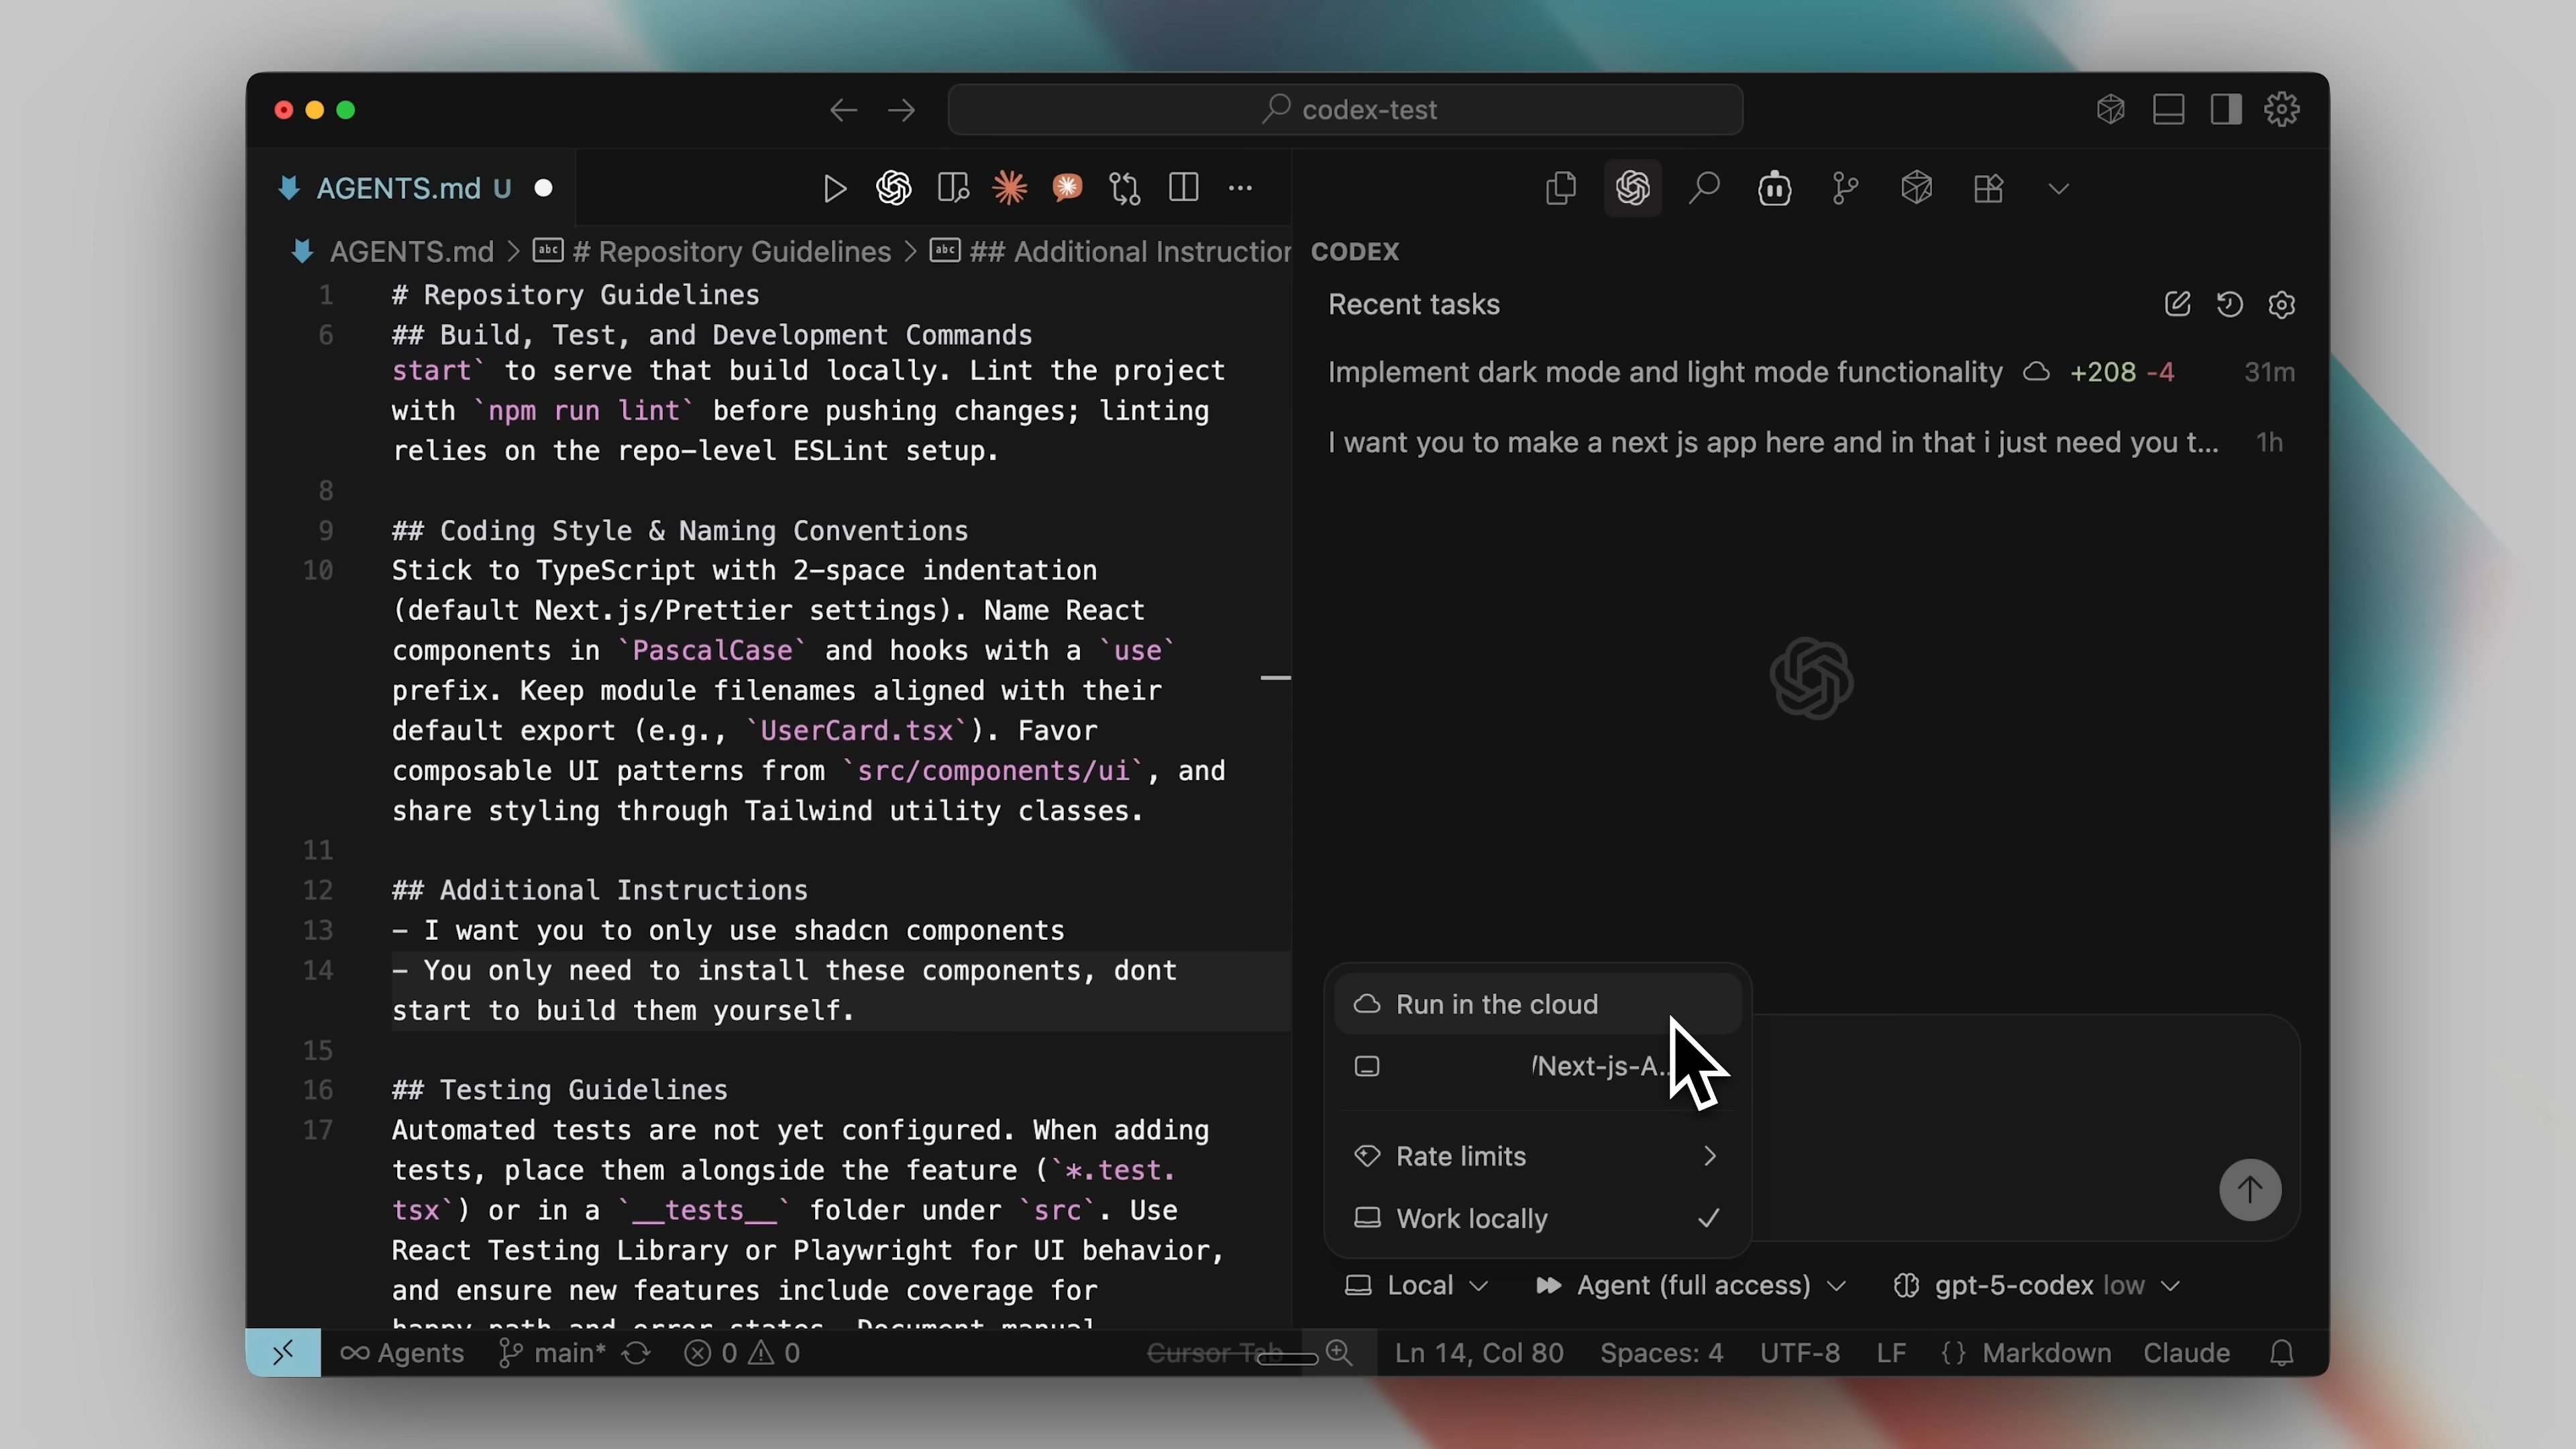 codex-test
AGENTS.md U
AGENTS.md > # Repository Guidelines > ## Additional Instruction
1 # Repository Guidelines
6 ## Build, Test, and Development Commands
start` to serve that build locally. Lint the project
with `npm run lint` before pushing changes; linting
relies on the repo-level ESLint setup.
8
9 ## Coding Style & Naming Conventions
10 Stick to TypeScript with 2-space indentation
(default Next.js/Prettier settings). Name React
components in `PascalCase` and hooks with a `use`
prefix. Keep module filenames aligned with their
default export (e.g., `UserCard.tsx`). Favor
composable UI patterns from `src/components/ui`, and
share styling through Tailwind utility classes.
11
12 ## Additional Instructions
13 - I want you to only use shadcn components
14 - You only need to install these components, dont
start to build them yourself.
15
16 ## Testing Guidelines
17 Automated tests are not yet configured. When adding
tests, place them alongside the feature (`*.test.
tsx`) or in a `__tests__` folder under `src`. Use
React Testing Library or Playwright for UI behavior,
and ensure new features include coverage for
happy path and error states. Document manual
CODEX
Recent tasks
Implement dark mode and light mode functionality +208 -4 31m
I want you to make a next js app here and in that i just need you t... 1h
Run in the cloud
/Next-js-A..
Rate limits
Work locally
Local Agent (full access) gpt-5-codex low
Agents main* 0 0 Cursor Tab Ln 14, Col 80 Spaces: 4 UTF-8 LF {} Markdown Claude